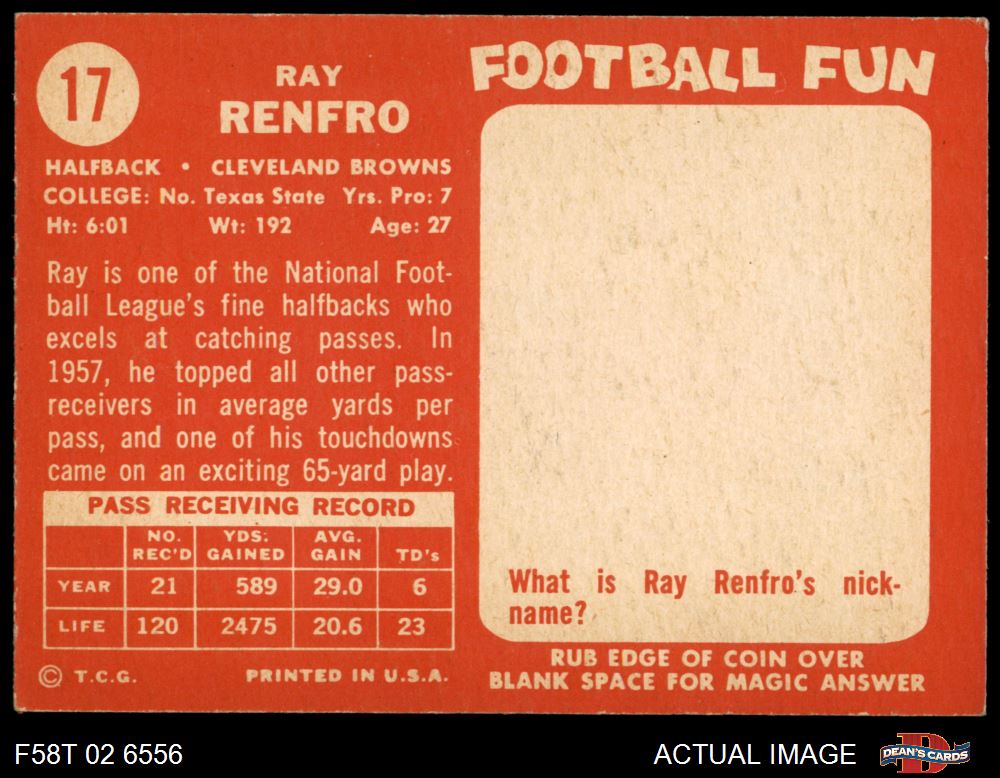 17
RAY
RENFRO
HALFBACK • CLEVELAND BROWNS
COLLEGE: No. Texas State Yrs. Pro: 7
Ht: 6:01 Wt: 192 Age: 27
Ray is one of the National Foot-
ball League's fine halfbacks who
excels at catching passes. In
1957, he topped all other pass-
receivers in average yards per
pass, and one of his touchdowns
came on an exciting 65-yard play.
PASS RECEIVING RECORD
NO. REC'D YDS. GAINED AVG. GAIN TD's
YEAR 21 589 29.0 6
LIFE 120 2475 20.6 23
© T.C.G. PRINTED IN U.S.A.
FOOTBALL FUN
What is Ray Renfro's nick-
name?
RUB EDGE OF COIN OVER
BLANK SPACE FOR MAGIC ANSWER
F58T 02 6556 ACTUAL IMAGE
D
DEAN'S CARDS